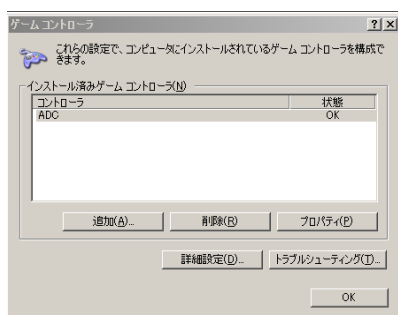 ゲーム コントローラ
これらの設定で、コンピュータにインストールされているゲーム コントローラを構成で
きます。
インストール済みゲーム コントローラ(N)
コントローラ 状態
ADC OK
追加(A)... 削除(R) プロパティ(P)
詳細設定(D)... トラブルシューティング(T)...
OK